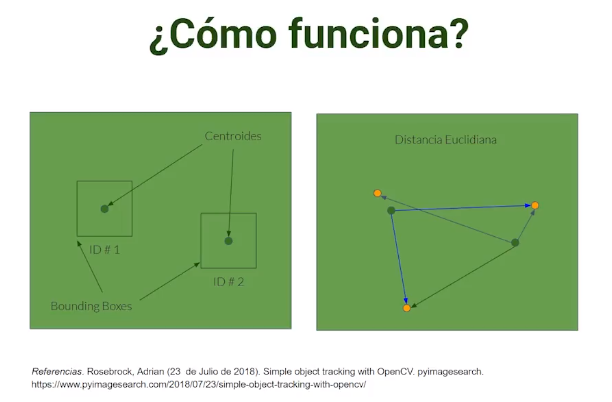 ¿Cómo funciona?
Centroides
ID # 1
ID # 2
Bounding Boxes
Distancia Euclidiana
Referencias. Rosebrock, Adrian (23 de Julio de 2018). Simple object tracking with OpenCV. pyimagesearch.
https://www.pyimagesearch.com/2018/07/23/simple-object-tracking-with-opencv/